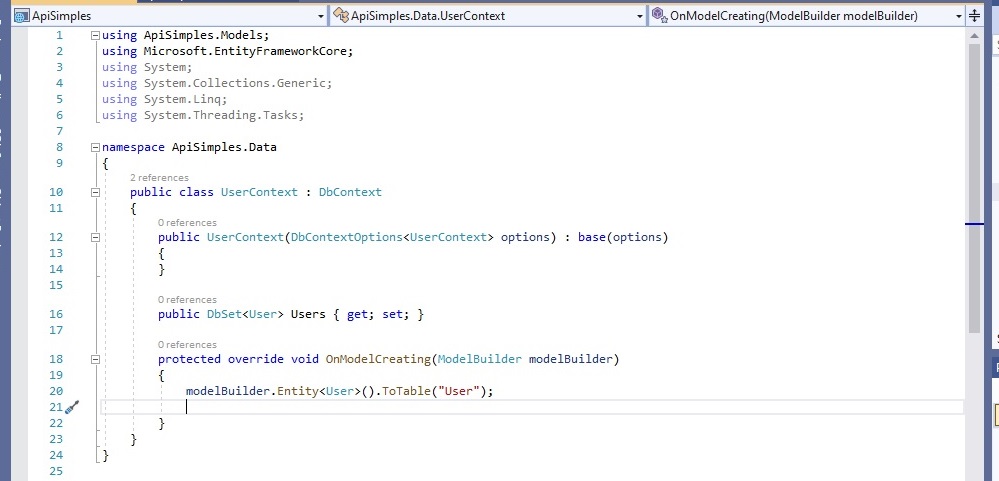 ApiSimples ApiSimples.Data.UserContext OnModelCreating(ModelBuilder modelBuilder)
1 using ApiSimples.Models;
2 using Microsoft.EntityFrameworkCore;
3 using System;
4 using System.Collections.Generic;
5 using System.Linq;
6 using System.Threading.Tasks;
7
8 namespace ApiSimples.Data
9 {
2 references
10 public class UserContext : DbContext
11 {
0 references
12 public UserContext(DbContextOptions<UserContext> options) : base(options)
13 {
14 }
15
0 references
16 public DbSet<User> Users { get; set; }
17
0 references
18 protected override void OnModelCreating(ModelBuilder modelBuilder)
19 {
20 modelBuilder.Entity<User>().ToTable("User");
21
22 }
23 }
24 }
25